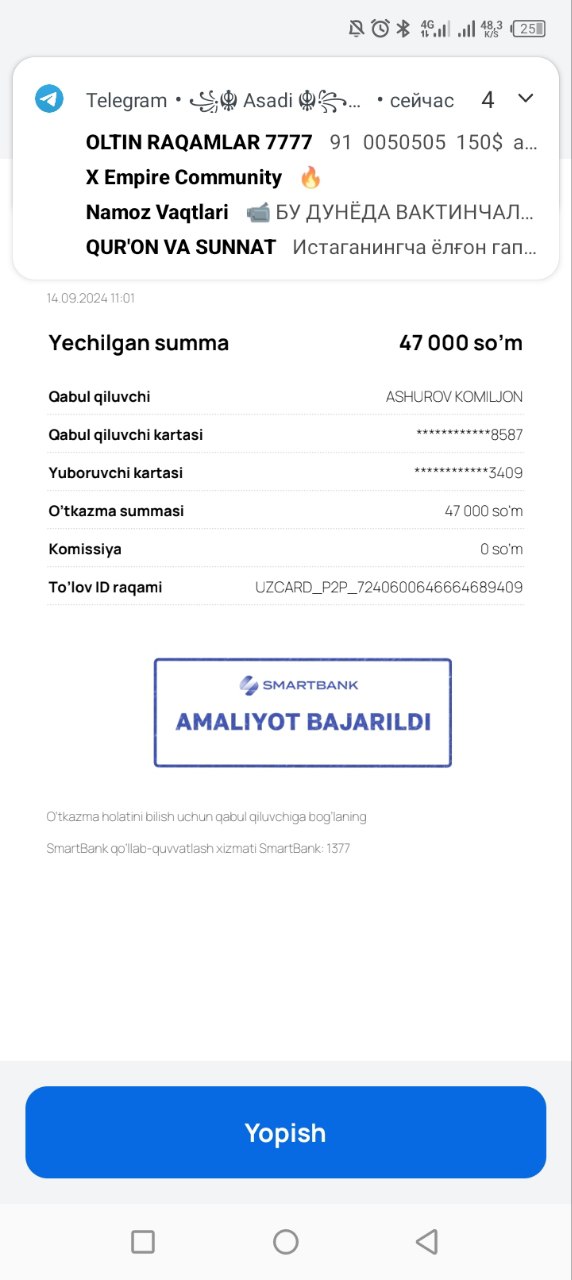 4G 48,3 K/S 25
Telegram • Asadi ... • сейчас 4
OLTIN RAQAMLAR 7777 91 0050505 150$ a...
X Empire Community 🔥
Namoz Vaqtlari 📹 БУ ДУНЁДА ВАКТИНЧАЛ...
QUR'ON VA SUNNAT Истаганингча ёлғон гап...
14.09.2024 11:01
Yechilgan summa 47 000 so'm
Qabul qiluvchi ASHUROV KOMILJON
Qabul qiluvchi kartasi ************8587
Yuboruvchi kartasi ************3409
O'tkazma summasi 47 000 so'm
Komissiya 0 so'm
To'lov ID raqami UZCARD_P2P_7240600646664689409
SMARTBANK
AMALIYOT BAJARILDI
O'tkazma holatini bilish uchun qabul qiluvchiga bog'laning
SmartBank qo'llab-quvvatlash xizmati SmartBank: 1377
Yopish